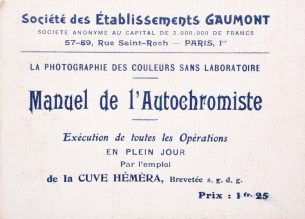 Société des Établissements GAUMONT
SOCIÉTÉ ANONYME AU CAPITAL DE 3.000.000 DE FRANCS
57-59, Rue Saint-Roch — PARIS, 1er
LA PHOTOGRAPHIE DES COULEURS SANS LABORATOIRE
Manuel de l'Autochromiste
Exécution de toutes les Opérations
EN PLEIN JOUR
Par l'emploi
de la CUVE HÉMÈRA, Brevetée s. g. d. g.
Prix : 1 fr. 25